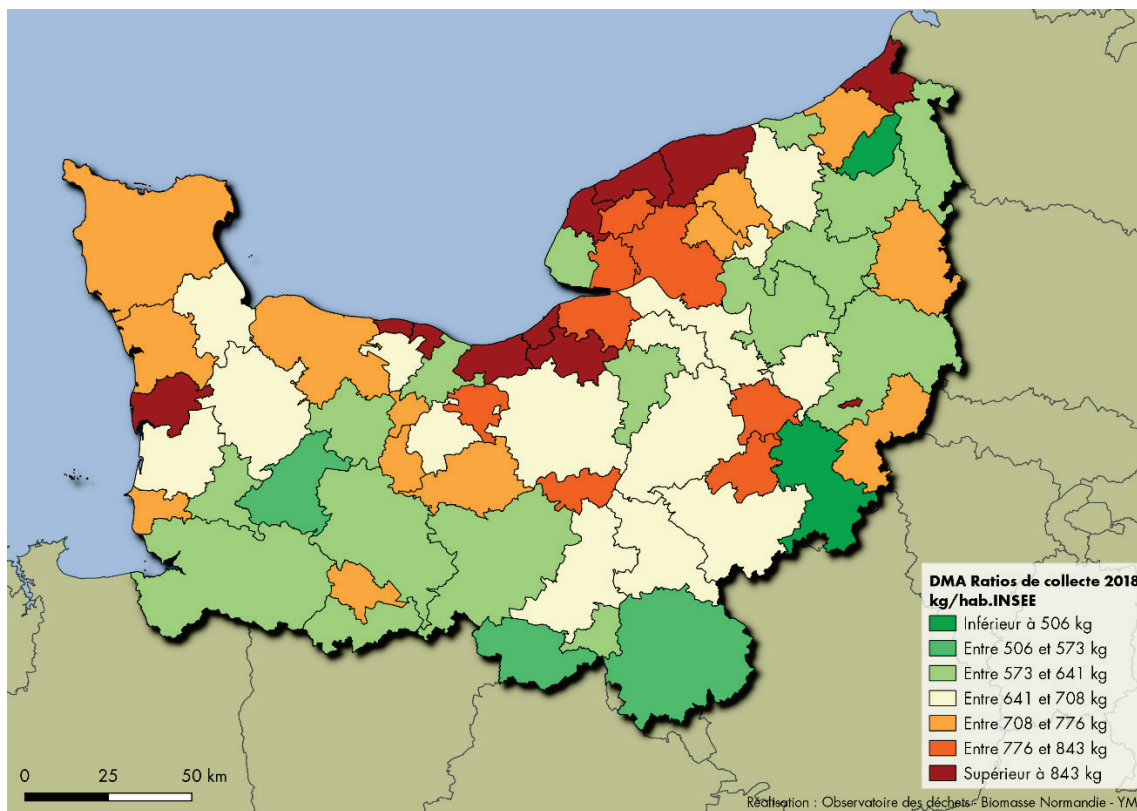 DMA Ratios de collecte 2018
kg/hab.INSEE
Inférieur à 506 kg
Entre 506 et 573 kg
Entre 573 et 641 kg
Entre 641 et 708 kg
Entre 708 et 776 kg
Entre 776 et 843 kg
Supérieur à 843 kg
0 25 50 km
Réalisation : Observatoire des déchets - Biomasse Normandie - YM